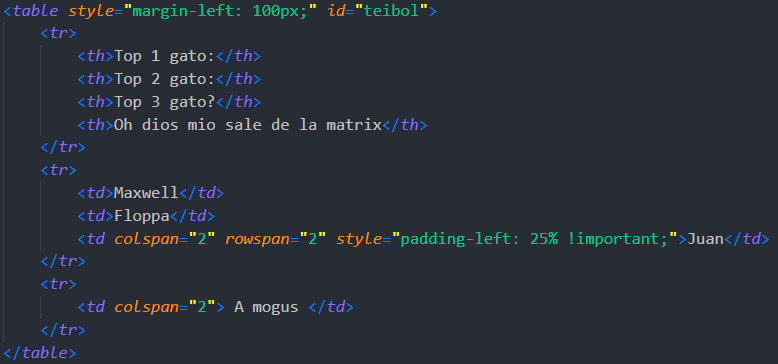 <table style="margin-left: 100px;" id="teibol">
    <tr>
        <th>Top 1 gato:</th>
        <th>Top 2 gato:</th>
        <th>Top 3 gato?</th>
        <th>Oh dios mio sale de la matrix</th>
    </tr>
    <tr>
        <td>Maxwell</td>
        <td>Floppa</td>
        <td colspan="2" rowspan="2" style="padding-left: 25% !important;">Juan</td>
    </tr>
    <tr>
        <td colspan="2"> A mogus </td>
    </tr>
</table>